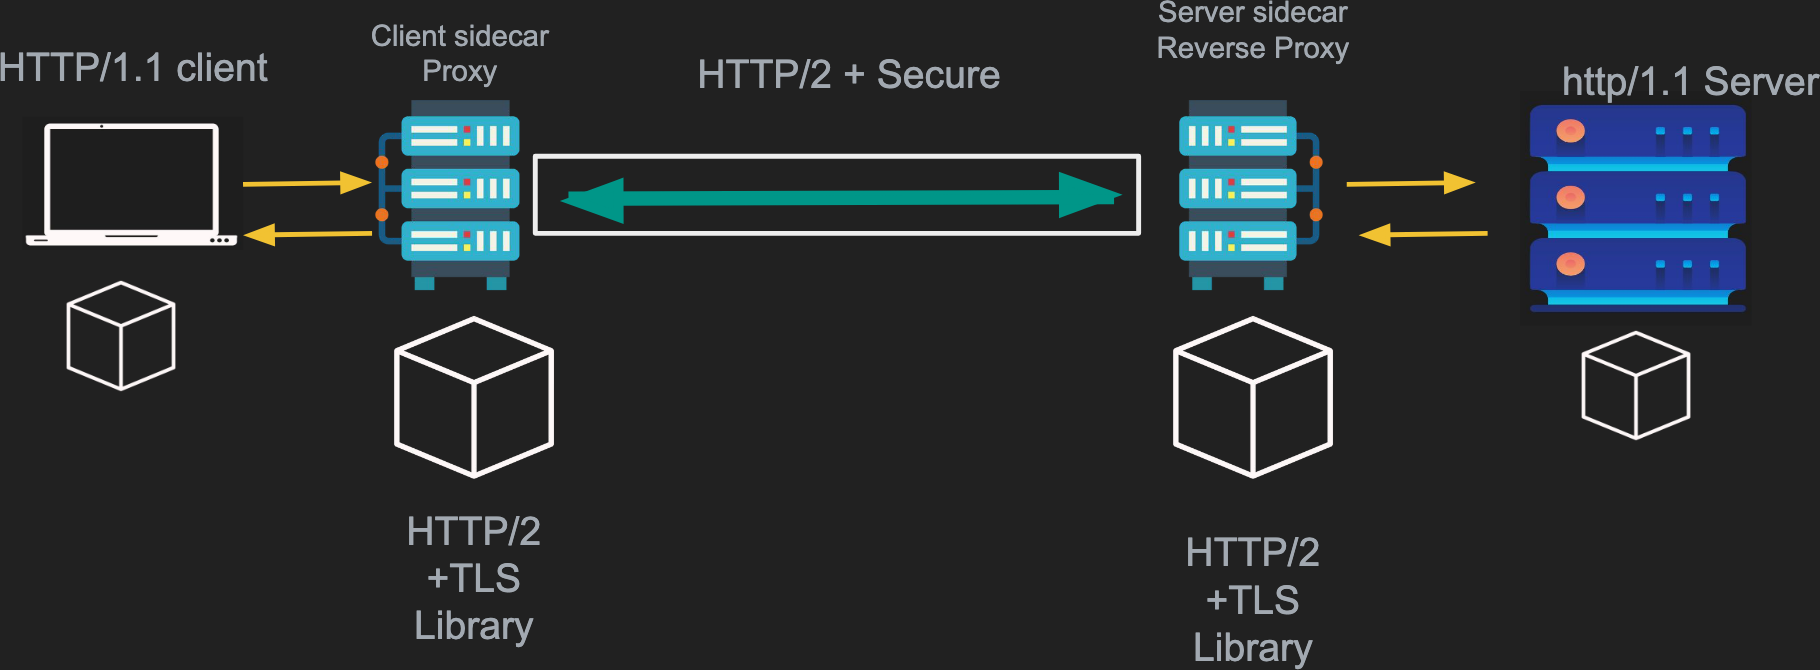 HTTP/1.1 client
Client sidecar
Proxy
HTTP/2 + Secure
Server sidecar
Reverse Proxy
http/1.1 Server
HTTP/2
+TLS
Library
HTTP/2
+TLS
Library